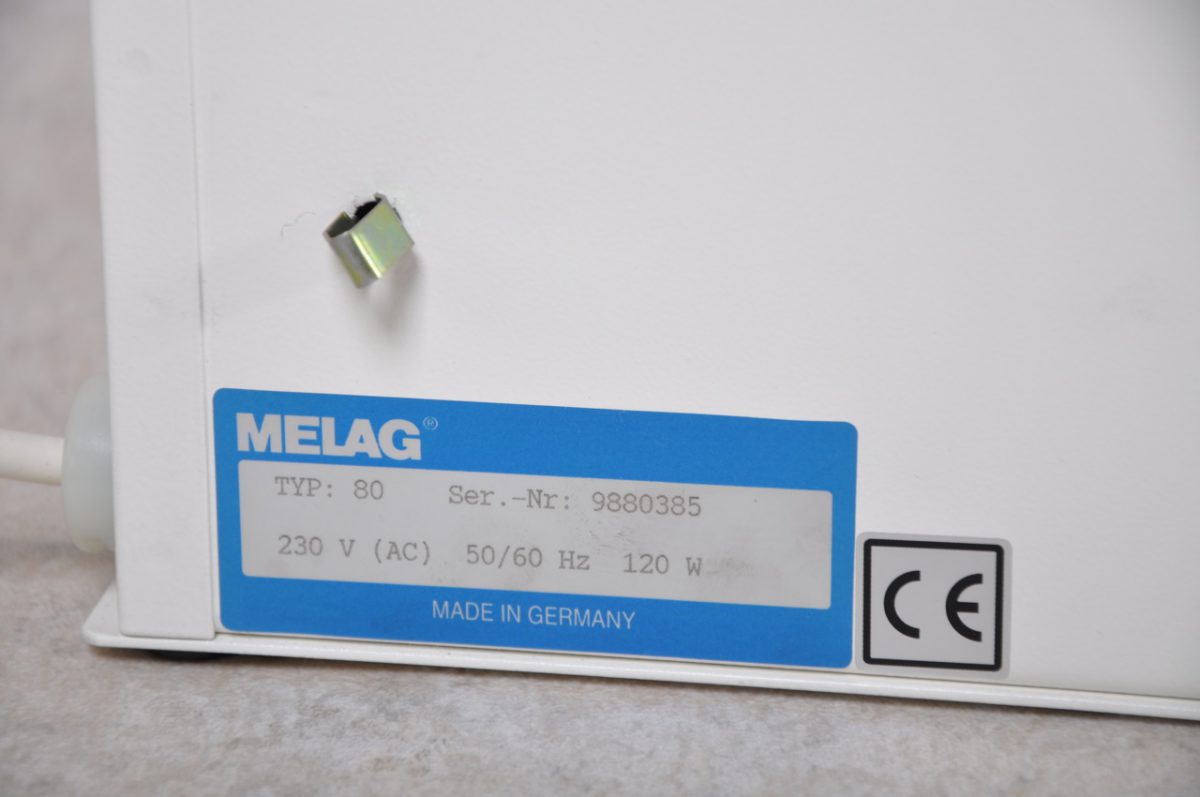 MELAG®
TYP: 80 Ser.-Nr: 9880385
230 V (AC) 50/60 Hz 120 W
MADE IN GERMANY
CE